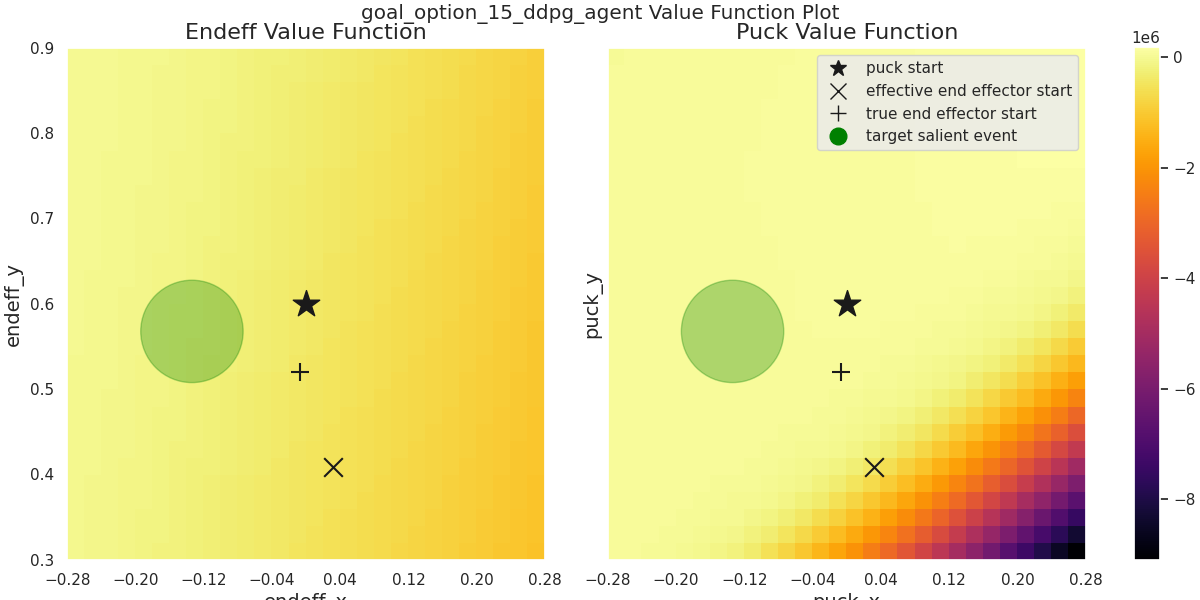 goal_option_15_ddpg_agent Value Function Plot
Endeff Value Function
Puck Value Function
1e6
puck start
effective end effector start
true end effector start
target salient event
0
−2
−4
−6
−8
endeff_y
0.9
0.8
0.7
0.6
0.5
0.4
0.3
puck_y
−0.28 −0.20 −0.12 −0.04 0.04 0.12 0.20 0.28
−0.28 −0.20 −0.12 −0.04 0.04 0.12 0.20 0.28
endeff_x
puck_x